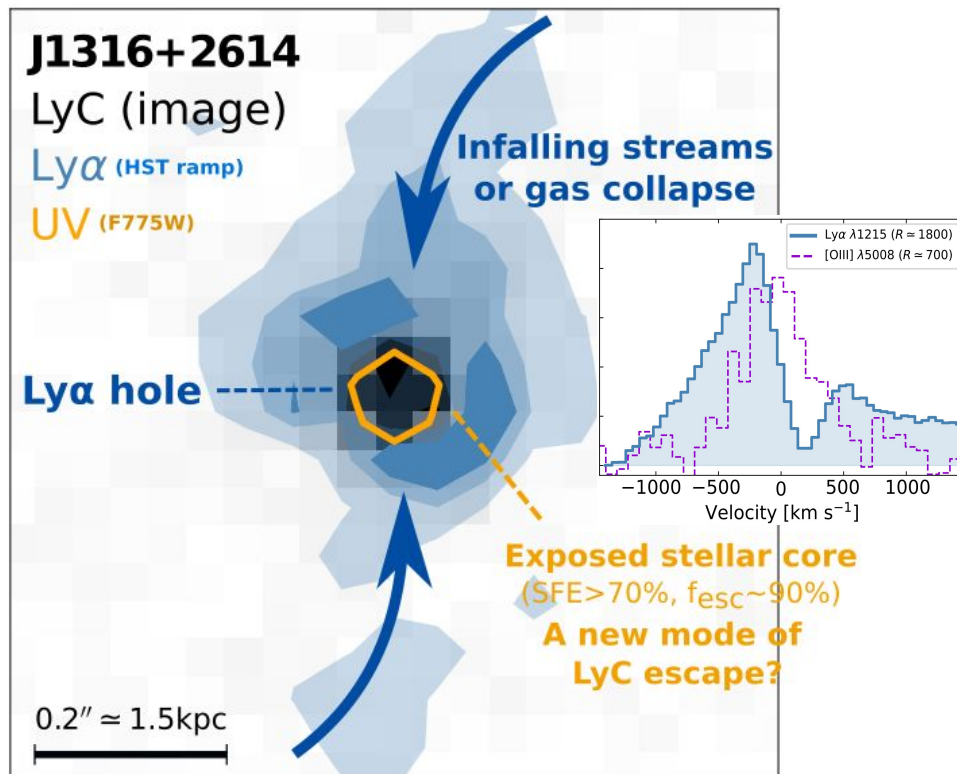 J1316+2614
LyC (image)
Lyα (HST ramp)
UV (F775W)
Infalling streams
or gas collapse
Lyα λ1215 (R ≃ 1800)
[OIII] λ5008 (R ≃ 700)
Lyα hole
−1000 −500 0 500 1000
Velocity [km s⁻¹]
Exposed stellar core
(SFE>70%, fesc~90%)
A new mode of
LyC escape?
0.2″ ≃ 1.5kpc